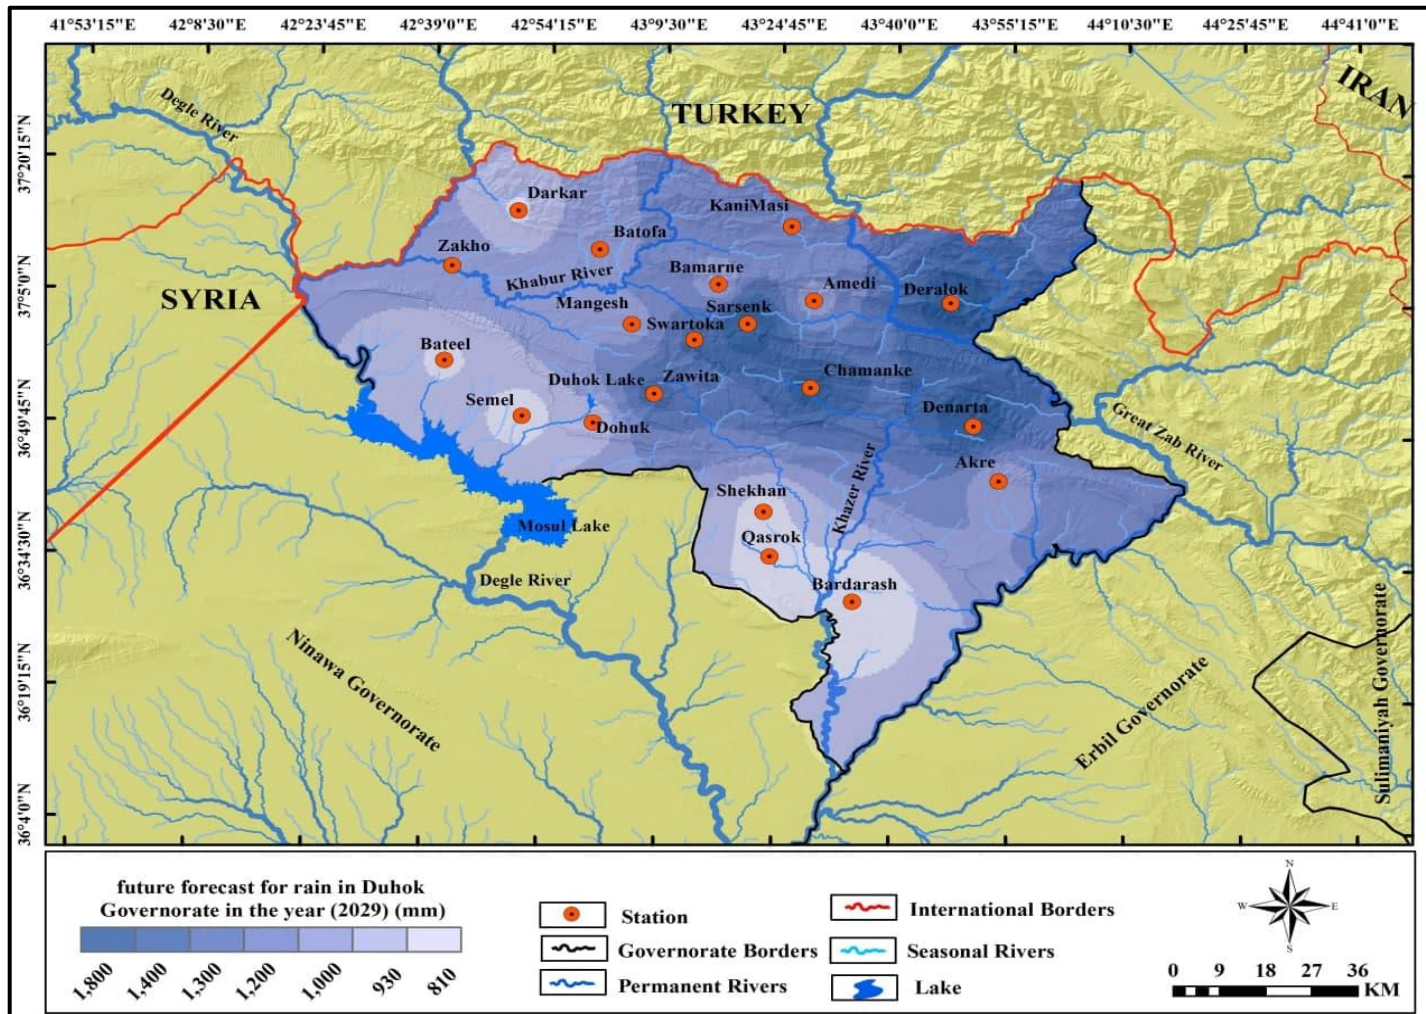 41°53'15"E 42°8'30"E 42°23'45"E 42°39'0"E 42°54'15"E 43°9'30"E 43°24'45"E 43°40'0"E 43°55'15"E 44°10'30"E 44°25'45"E 44°41'0"E
37°20'15"N
37°5'0"N
36°49'45"N
36°34'30"N
36°19'15"N
36°4'0"N
IRAN
Degle River
TURKEY
Darkar
KaniMasi
Batofa
Zakho
Khabur River
Bamarne
Amedi
Deralok
SYRIA
Mangesh
Sarsenk
Swartoka
Bateel
Chamanke
Duhok Lake
Zawita
Semel
Denarta
Dohuk
Great Zab River
Akre
Khazer River
Shekhan
Mosul Lake
Qasrok
Degle River
Bardarash
Ninawa Governorate
Erbil Governorate
Sulimaniyah Governorate
future forecast for rain in Duhok
Governorate in the year (2029) (mm)
1,800 1,400 1,300 1,200 1,000 930 810
Station
Governorate Borders
Permanent Rivers
International Borders
Seasonal Rivers
Lake
N
W E
S
0 9 18 27 36
KM